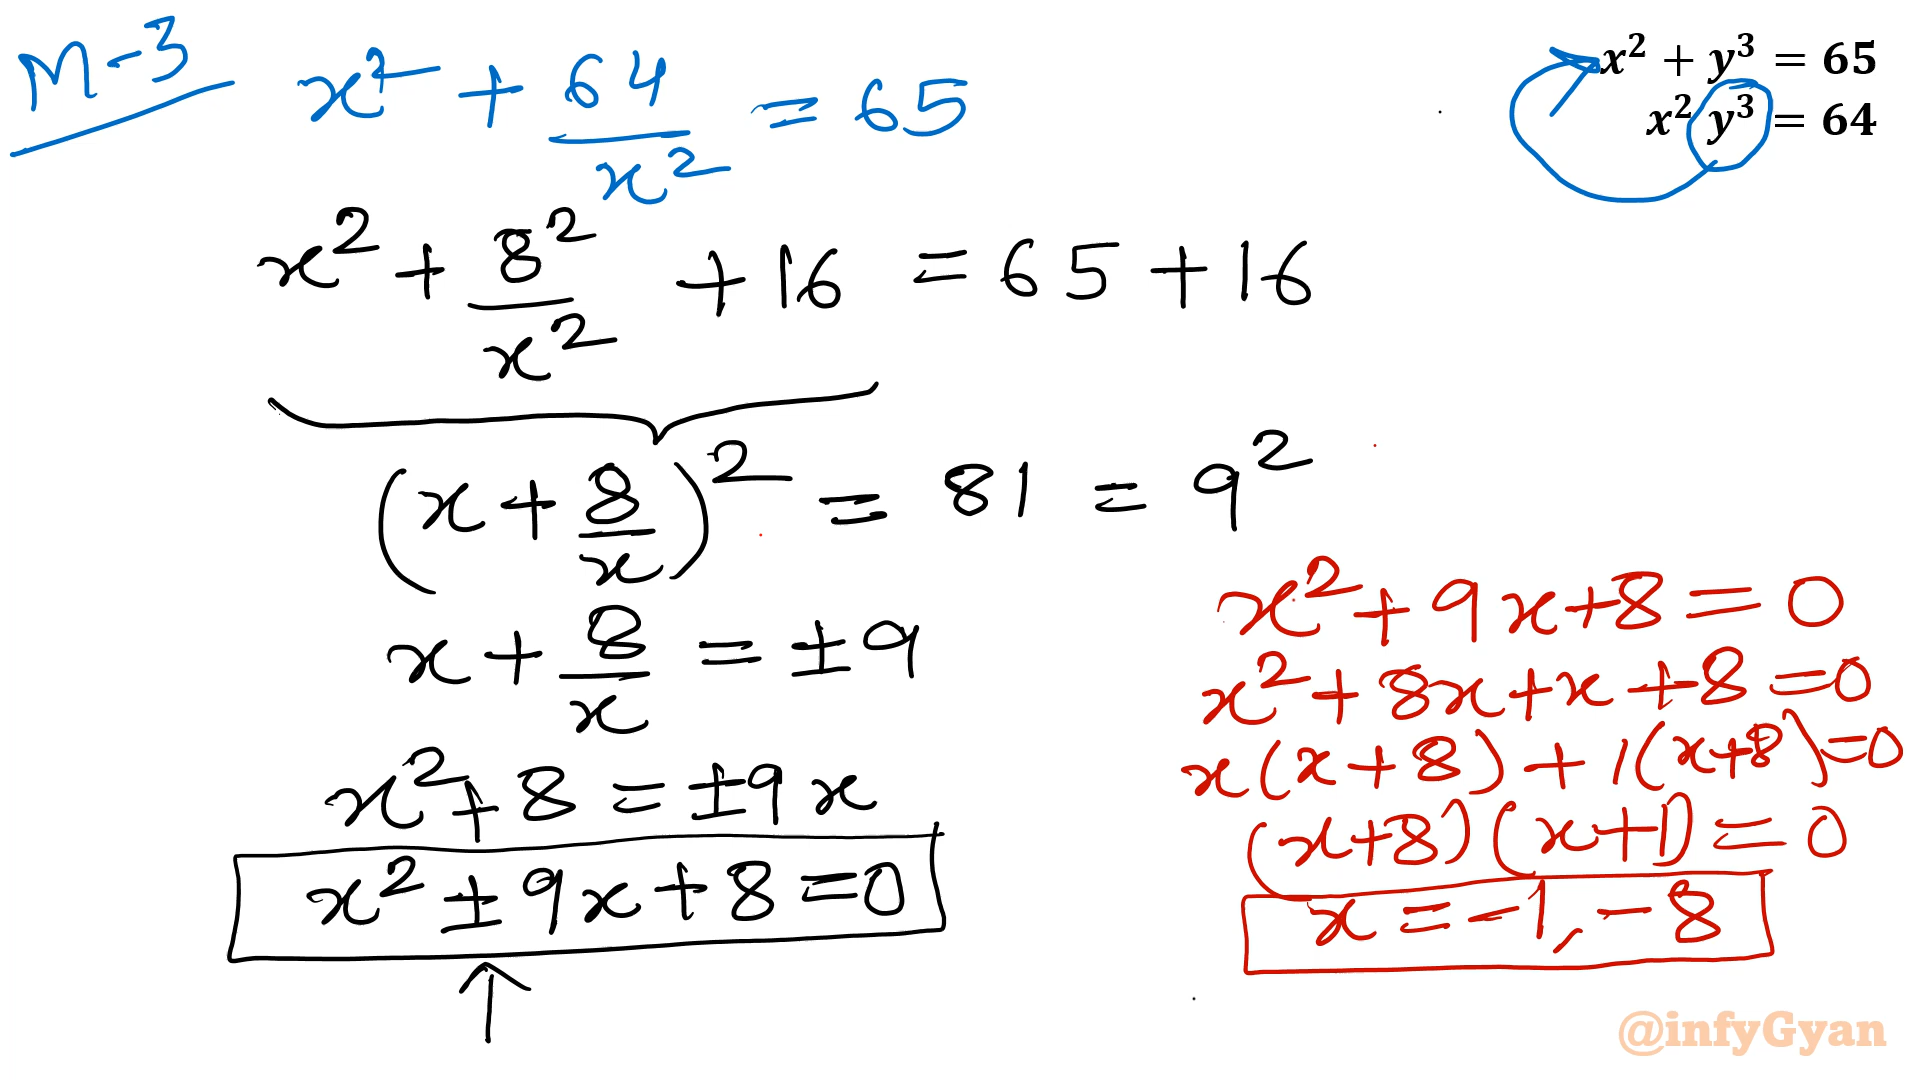 M-3
x² + 64/x² = 65
x² + y³ = 65
x² y³ = 64
x² + 8²/x² + 16 = 65 + 16
(x + 8/x)² = 81 = 9²
x + 8/x = ±9
x² + 8 = ±9x
x² ± 9x + 8 = 0
x² + 9x + 8 = 0
x² + 8x + x + 8 = 0
x(x + 8) + 1(x+8) = 0
(x+8)(x+1) = 0
x = -1, -8
@infyGyan